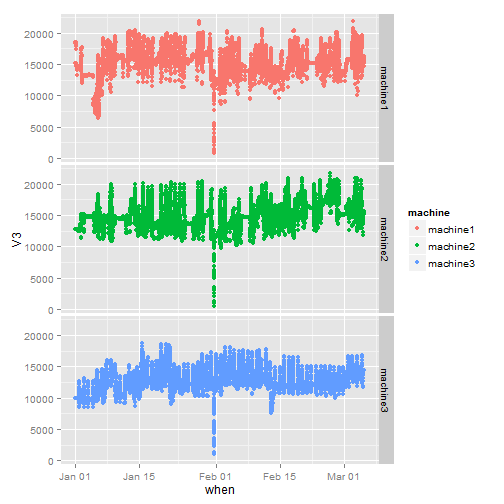 20000
15000
10000
5000
0
machine1
20000
15000
10000
5000
0
machine2
20000
15000
10000
5000
0
machine3
V3
Jan 01
Jan 15
Feb 01
Feb 15
Mar 01
when
machine
machine1
machine2
machine3